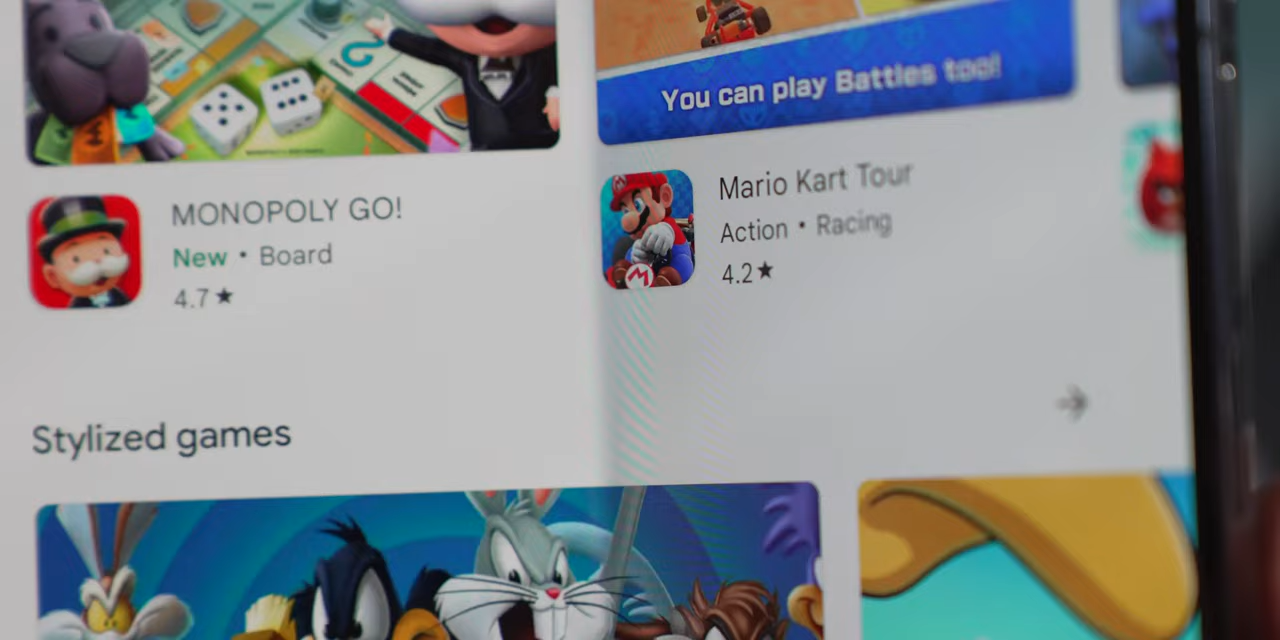 You can play Battles too!
MONOPOLY GO!
New • Board
4.7★
Mario Kart Tour
Action • Racing
4.2★
Stylized games